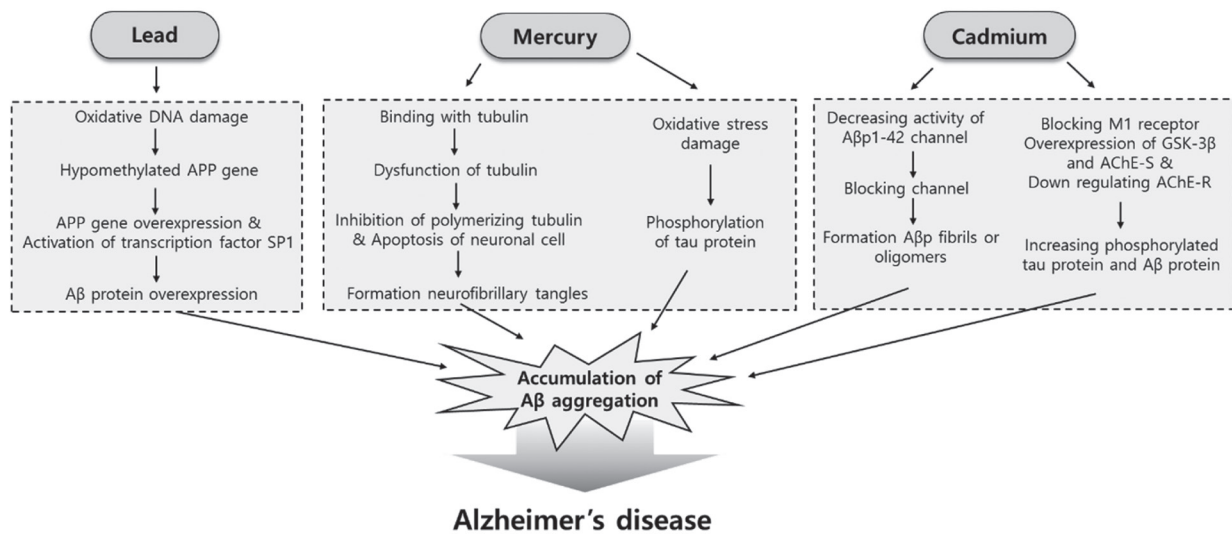 Lead
Oxidative DNA damage
Hypomethylated APP gene
APP gene overexpression &
Activation of transcription factor SP1
Aβ protein overexpression
Mercury
Binding with tubulin
Dysfunction of tubulin
Inhibition of polymerizing tubulin
& Apoptosis of neuronal cell
Formation neurofibrillary tangles
Oxidative stress
damage
Phosphorylation
of tau protein
Cadmium
Decreasing activity of
Aβp1-42 channel
Blocking channel
Formation Aβp fibrils or
oligomers
Blocking M1 receptor
Overexpression of GSK-3β
and AChE-S &
Down regulating AChE-R
Increasing phosphorylated
tau protein and Aβ protein
Accumulation of
Aβ aggregation
Alzheimer's disease